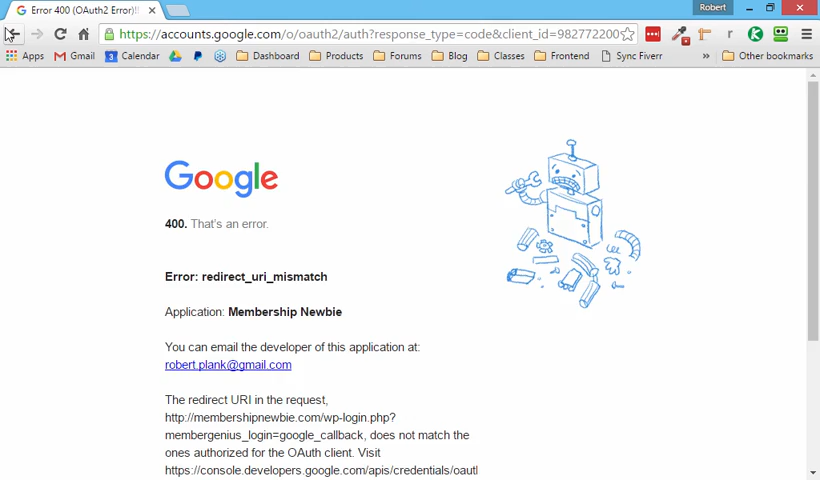 Error 400 (OAuth2 Error)!!
Robert
https://accounts.google.com/o/oauth2/auth?response_type=code&client_id=982772200
Apps Gmail Calendar Dashboard Products Forums Blog Classes Frontend Sync Fiverr » Other bookmarks
Google
400. That's an error.
Error: redirect_uri_mismatch
Application: Membership Newbie
You can email the developer of this application at:
robert.plank@gmail.com
The redirect URI in the request,
http://membershipnewbie.com/wp-login.php?
membergenius_login=google_callback, does not match the
ones authorized for the OAuth client. Visit
https://console.developers.google.com/apis/credentials/oautl